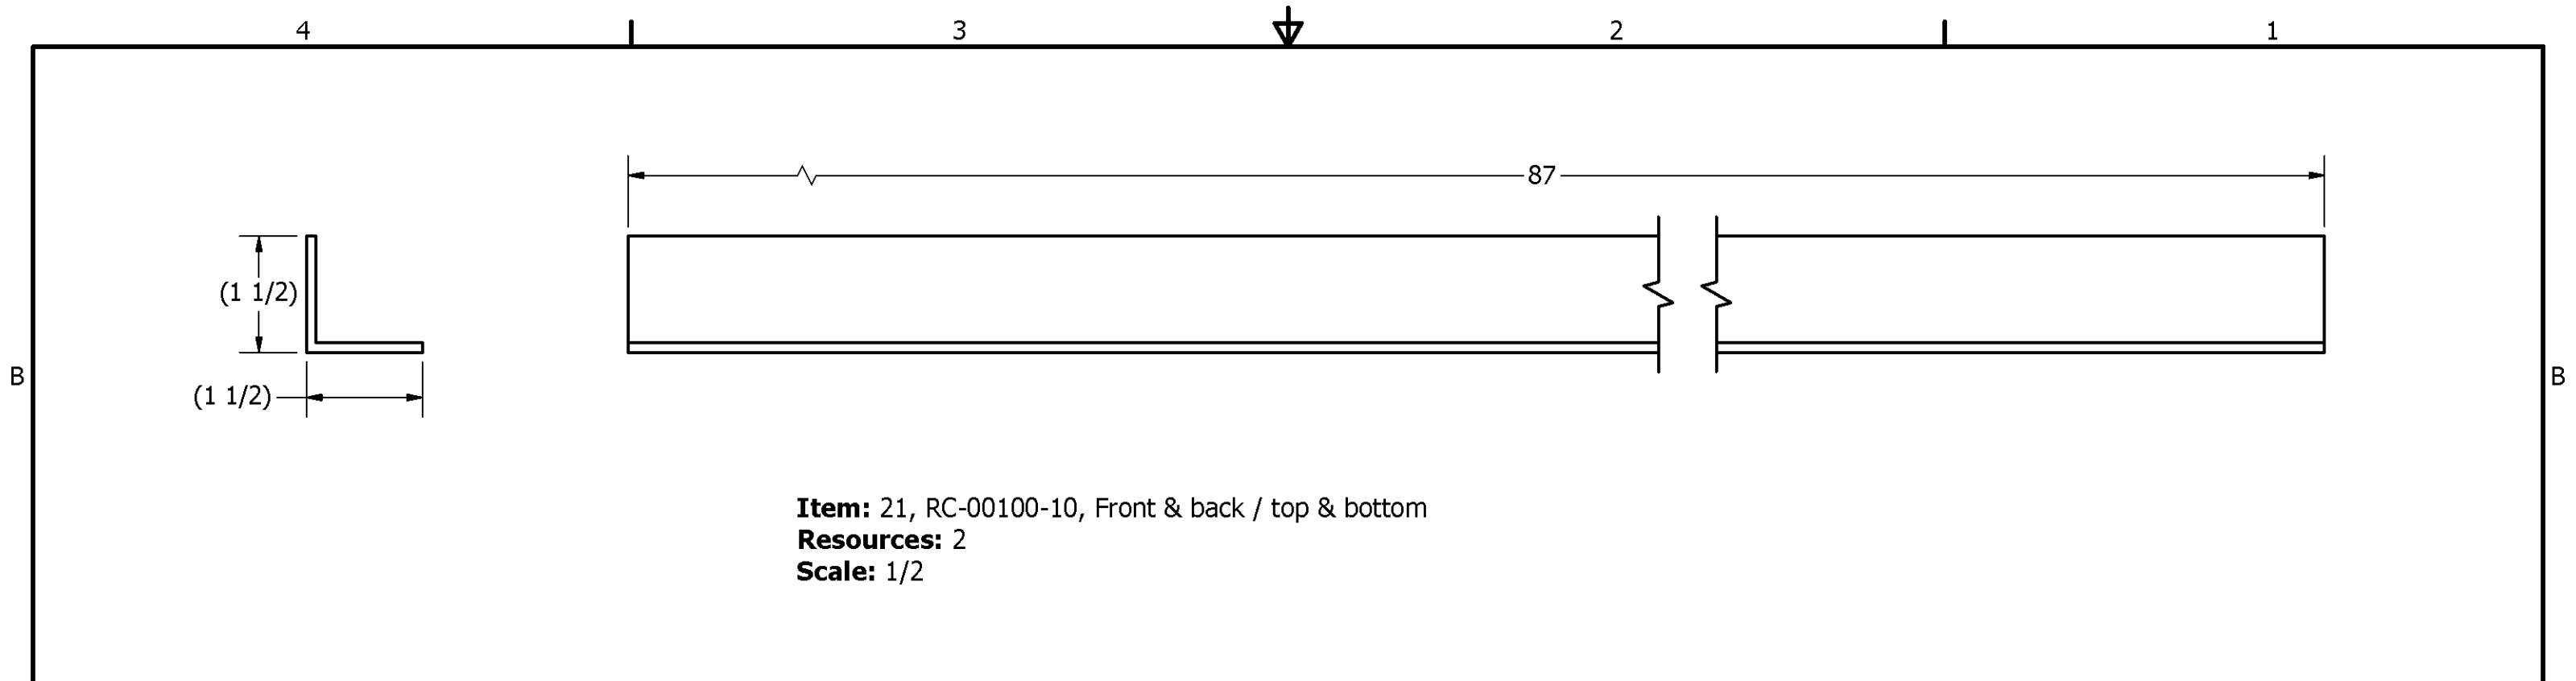 4 3 2 1
87
(1 1/2)
(1 1/2)
B B
Item: 21, RC-00100-10, Front & back / top & bottom
Resources: 2
Scale: 1/2